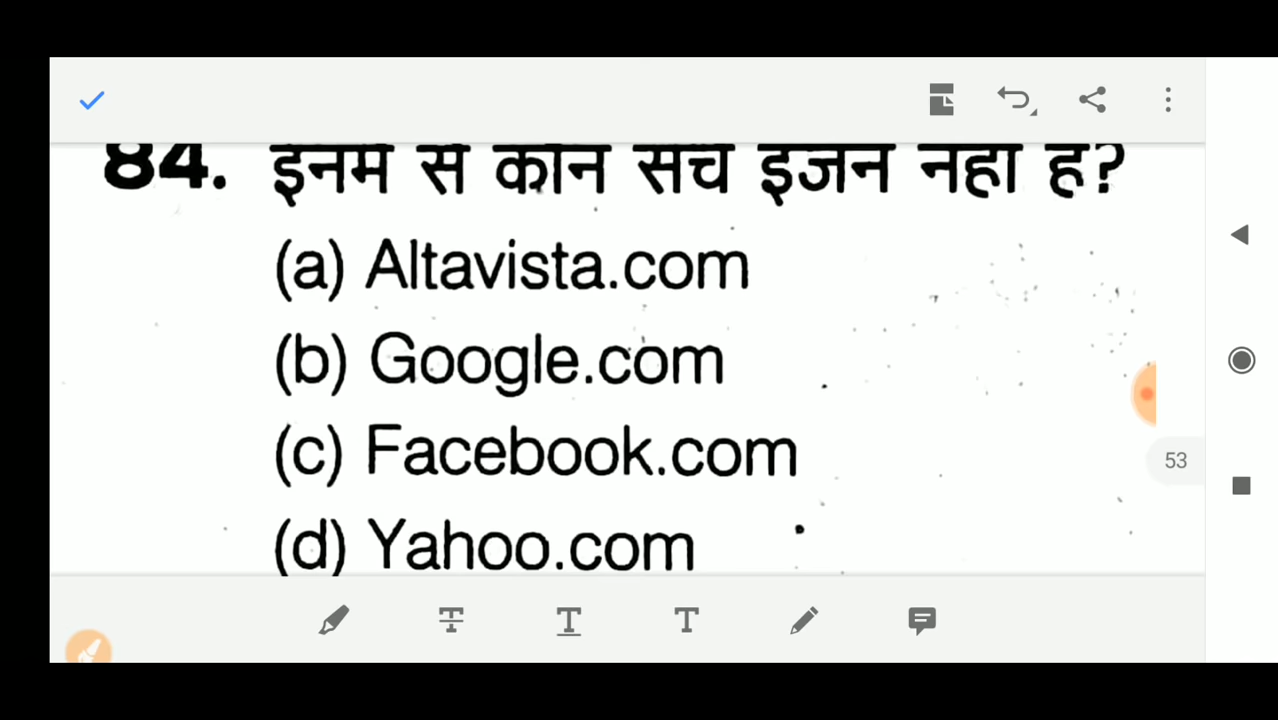 84. इनमें से कौन सर्च इंजन नहीं है?
(a) Altavista.com
(b) Google.com
(c) Facebook.com
(d) Yahoo.com
53